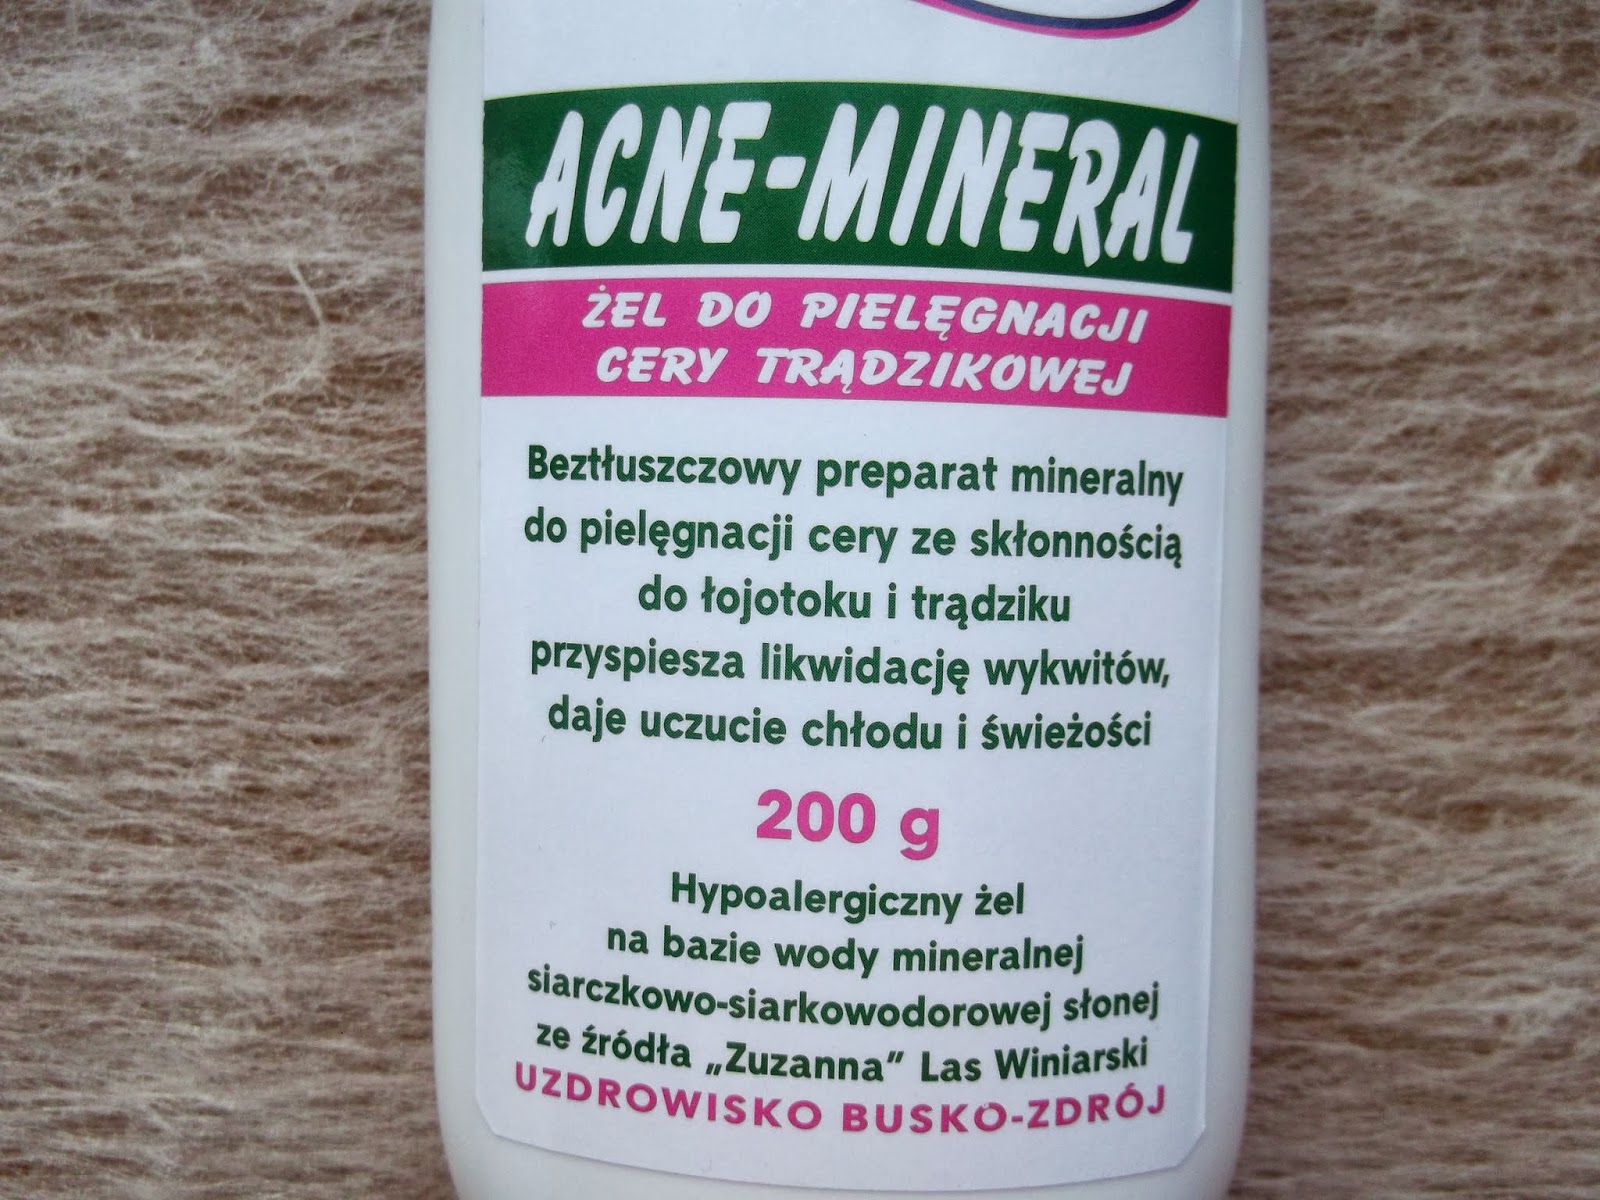 ACNE-MINERAL
ŻEL DO PIELĘGNACJI
CERY TRĄDZIKOWEJ
Beztłuszczowy preparat mineralny
do pielęgnacji cery ze skłonnością
do łojotoku i trądziku
przyspiesza likwidację wykwitów,
daje uczucie chłodu i świeżości
200 g
Hypoalergiczny żel
na bazie wody mineralnej
siarczkowo-siarkowodorowej słonej
ze źródła „Zuzanna” Las Winiarski
UZDROWISKO BUSKO-ZDRÓJ